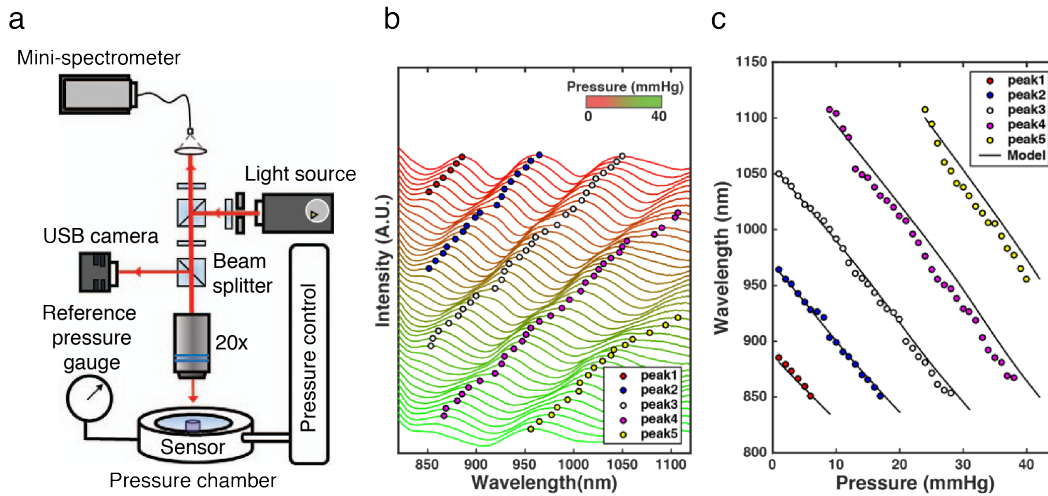 a
Mini-spectrometer
Light source
USB camera
Beam
splitter
Reference
pressure
gauge
20x
Pressure control
Sensor
Pressure chamber
b
Pressure (mmHg)
0
40
Intensity (A.U.)
peak1
peak2
peak3
peak4
peak5
850
900
950
1000
1050
1100
Wavelength(nm)
c
1150
1100
1050
1000
950
900
850
800
Wavelength (nm)
peak1
peak2
peak3
peak4
peak5
Model
0
10
20
30
40
Pressure (mmHg)